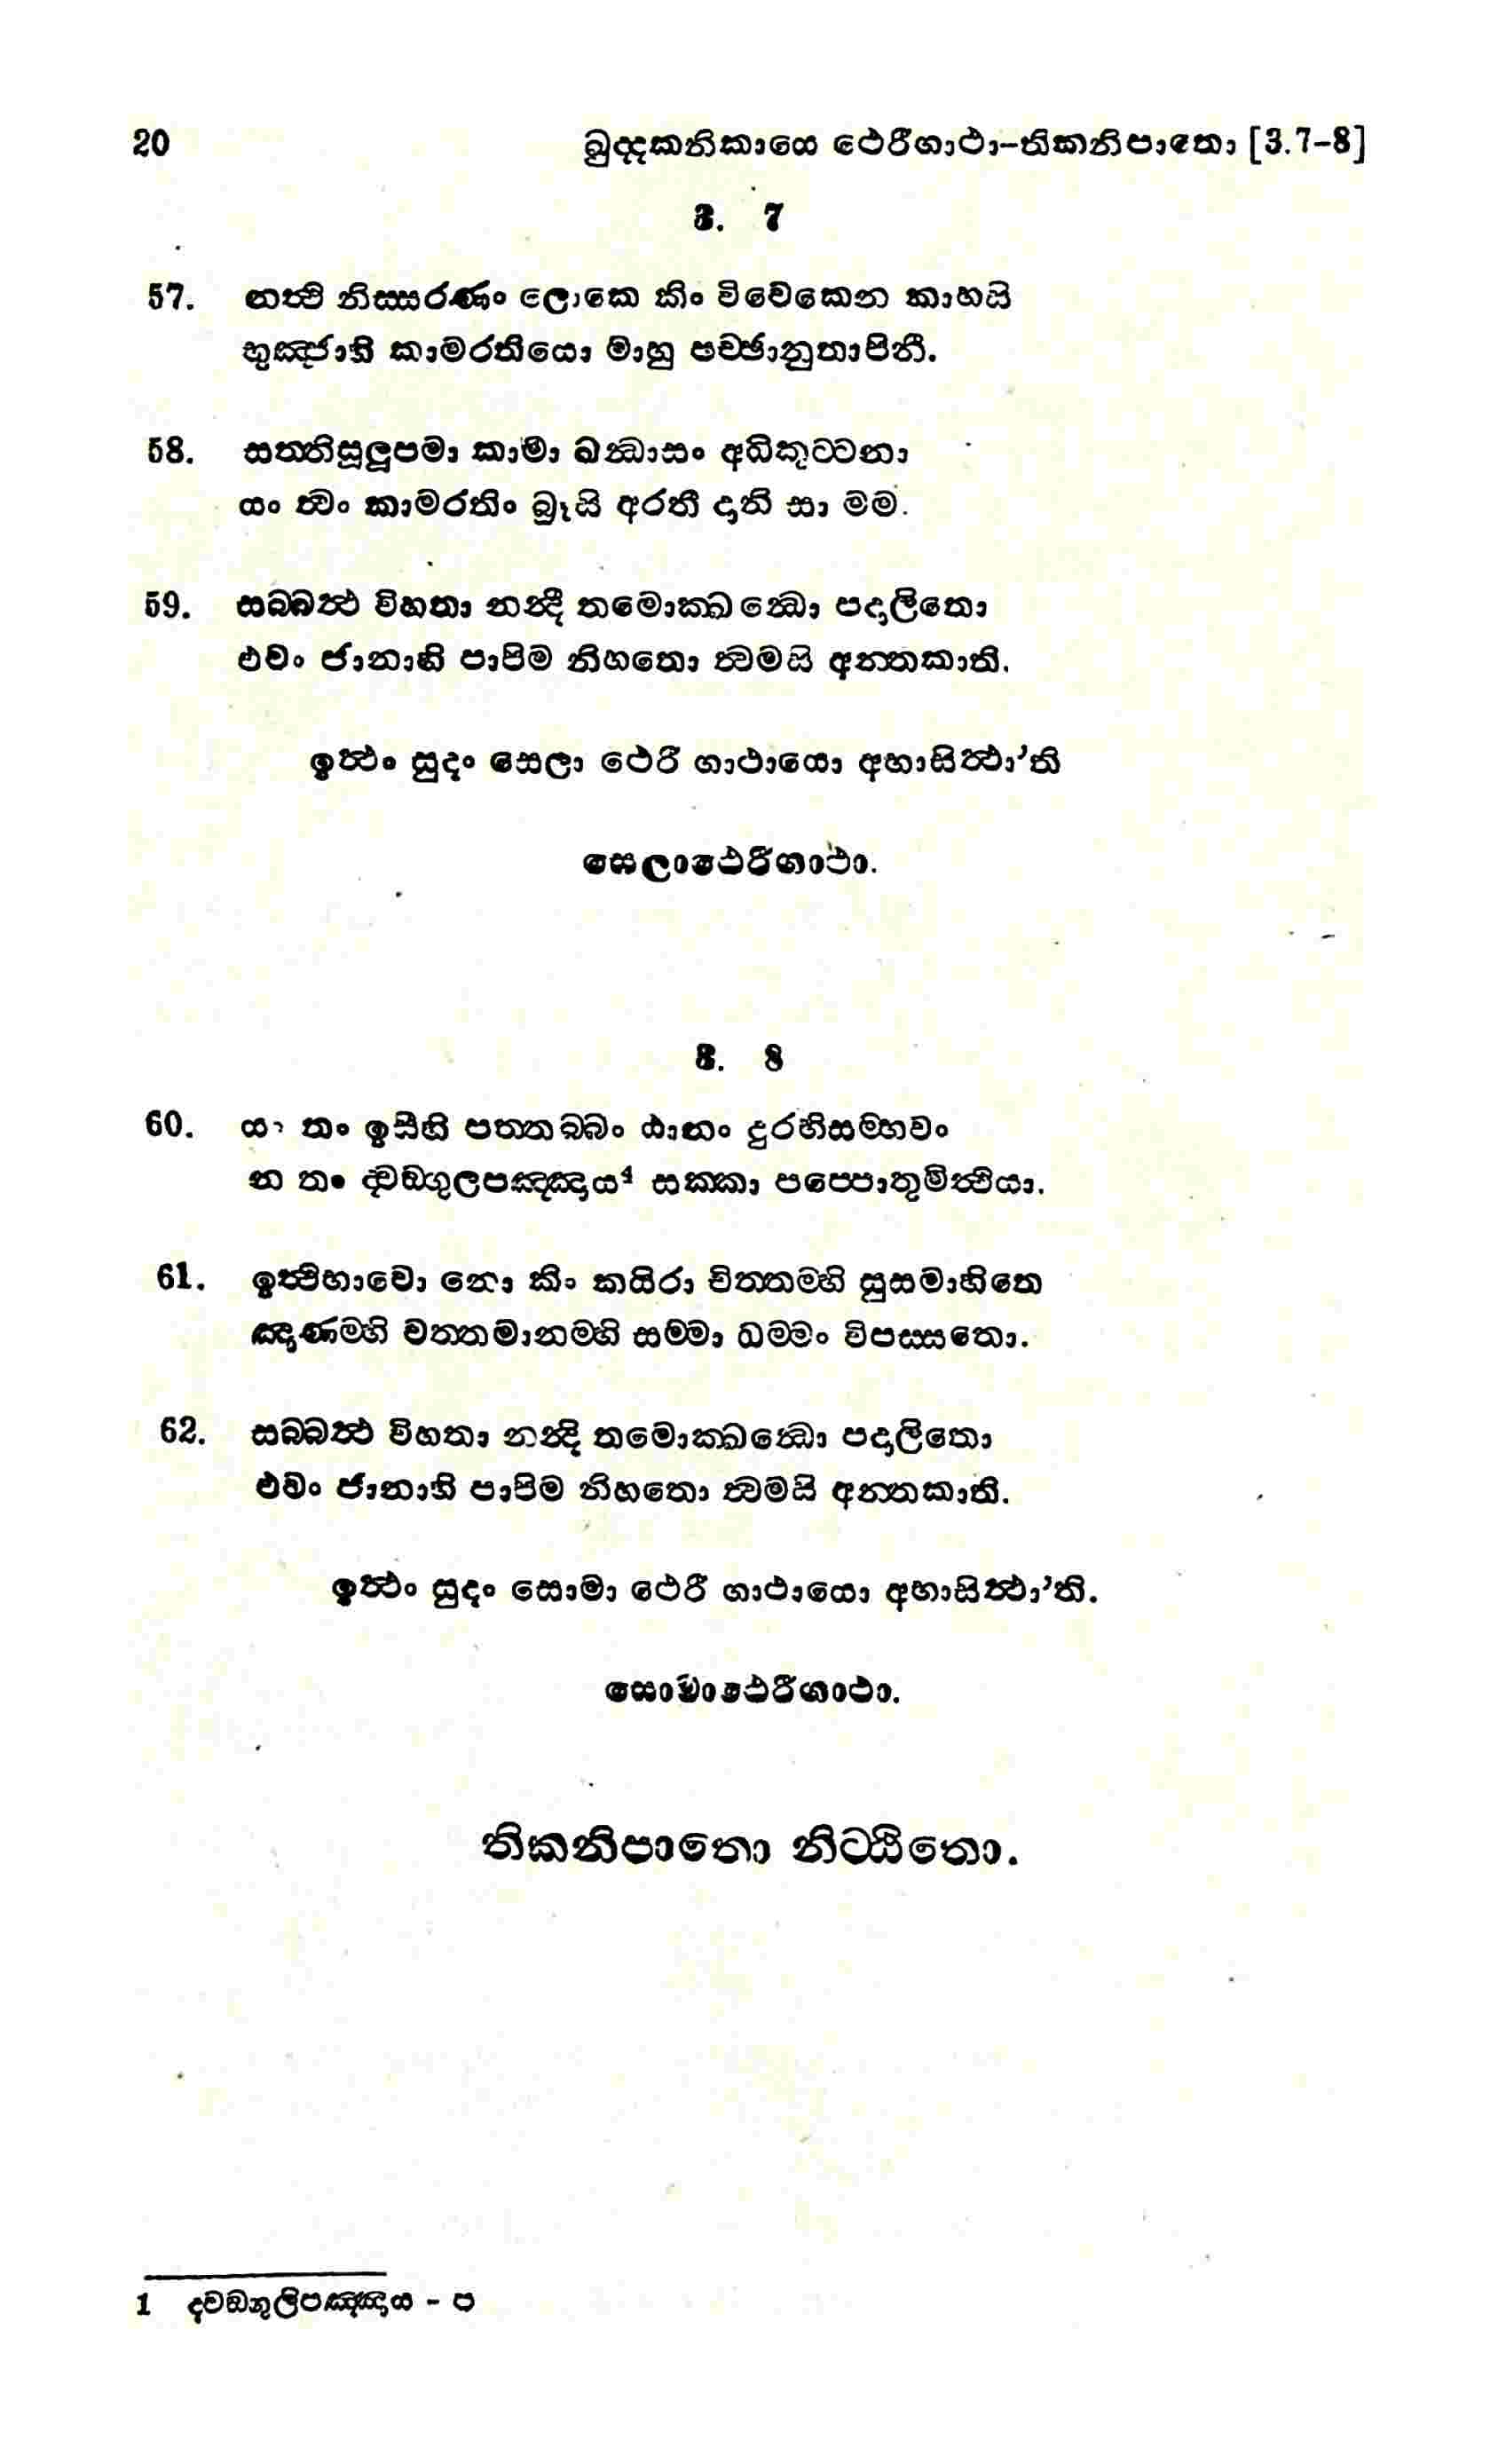 20 ඛුද්දකනිකායෙ ථෙරීගාථා-තිකනිපාතො [3.7-8]
3. 7
57. නත්ථි නිස්සරණං ලොකෙ කිං විවෙකෙන කාහසි
භුඤ්ජාහි කාමරතියො මාහු පච්ඡානුතාපිනී.
58. සත්තිසූලූපමා කාමා ඛන්ධාසං අධිකුට්ටනා
යං ත්වං කාමරතිං බ්‍රූසි අරතී දානි සා මම.
59. සබ්බත්ථ විහතා නන්දී තමොක්ඛන්ධො පදාලිතො
එවං ජානාහි පාපිම නිහතො ත්වමසි අන්තකාති.
ඉත්ථං සුදං සෙලා ථෙරී ගාථායො අභාසිත්ථා’ති
සෙලාථෙරීගාථා.
3. 8
60. යං තං ඉසීහි පත්තබ්බං ඨානං දුරභිසම්භවං
න තං ද්වඞ්ගුලපඤ්ඤාය⁴ සක්කා පප්පොතුමිත්ථියා.
61. ඉත්ථිභාවො නො කිං කයිරා චිත්තම්හි සුසමාහිතෙ
ඤාණම්හි වත්තමානම්හි සම්මා ධම්මං විපස්සතො.
62. සබ්බත්ථ විහතා නන්දි තමොක්ඛන්ධො පදාලිතො
එවං ජානාහි පාපිම නිහතො ත්වමසි අන්තකාති.
ඉත්ථං සුදං සොමා ථෙරී ගාථායො අභාසිත්ථා’ති.
සොමාථෙරීගාථා.
තිකනිපාතො නිට්ඨිතො.
1 ද්වඞ්ගුලිපඤ්ඤාය - ප